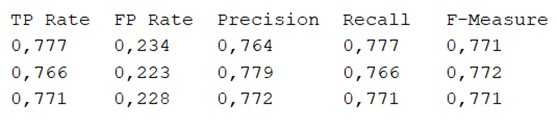 TP Rate FP Rate Precision Recall F-Measure
0,777 0,234 0,764 0,777 0,771
0,766 0,223 0,779 0,766 0,772
0,771 0,228 0,772 0,771 0,771